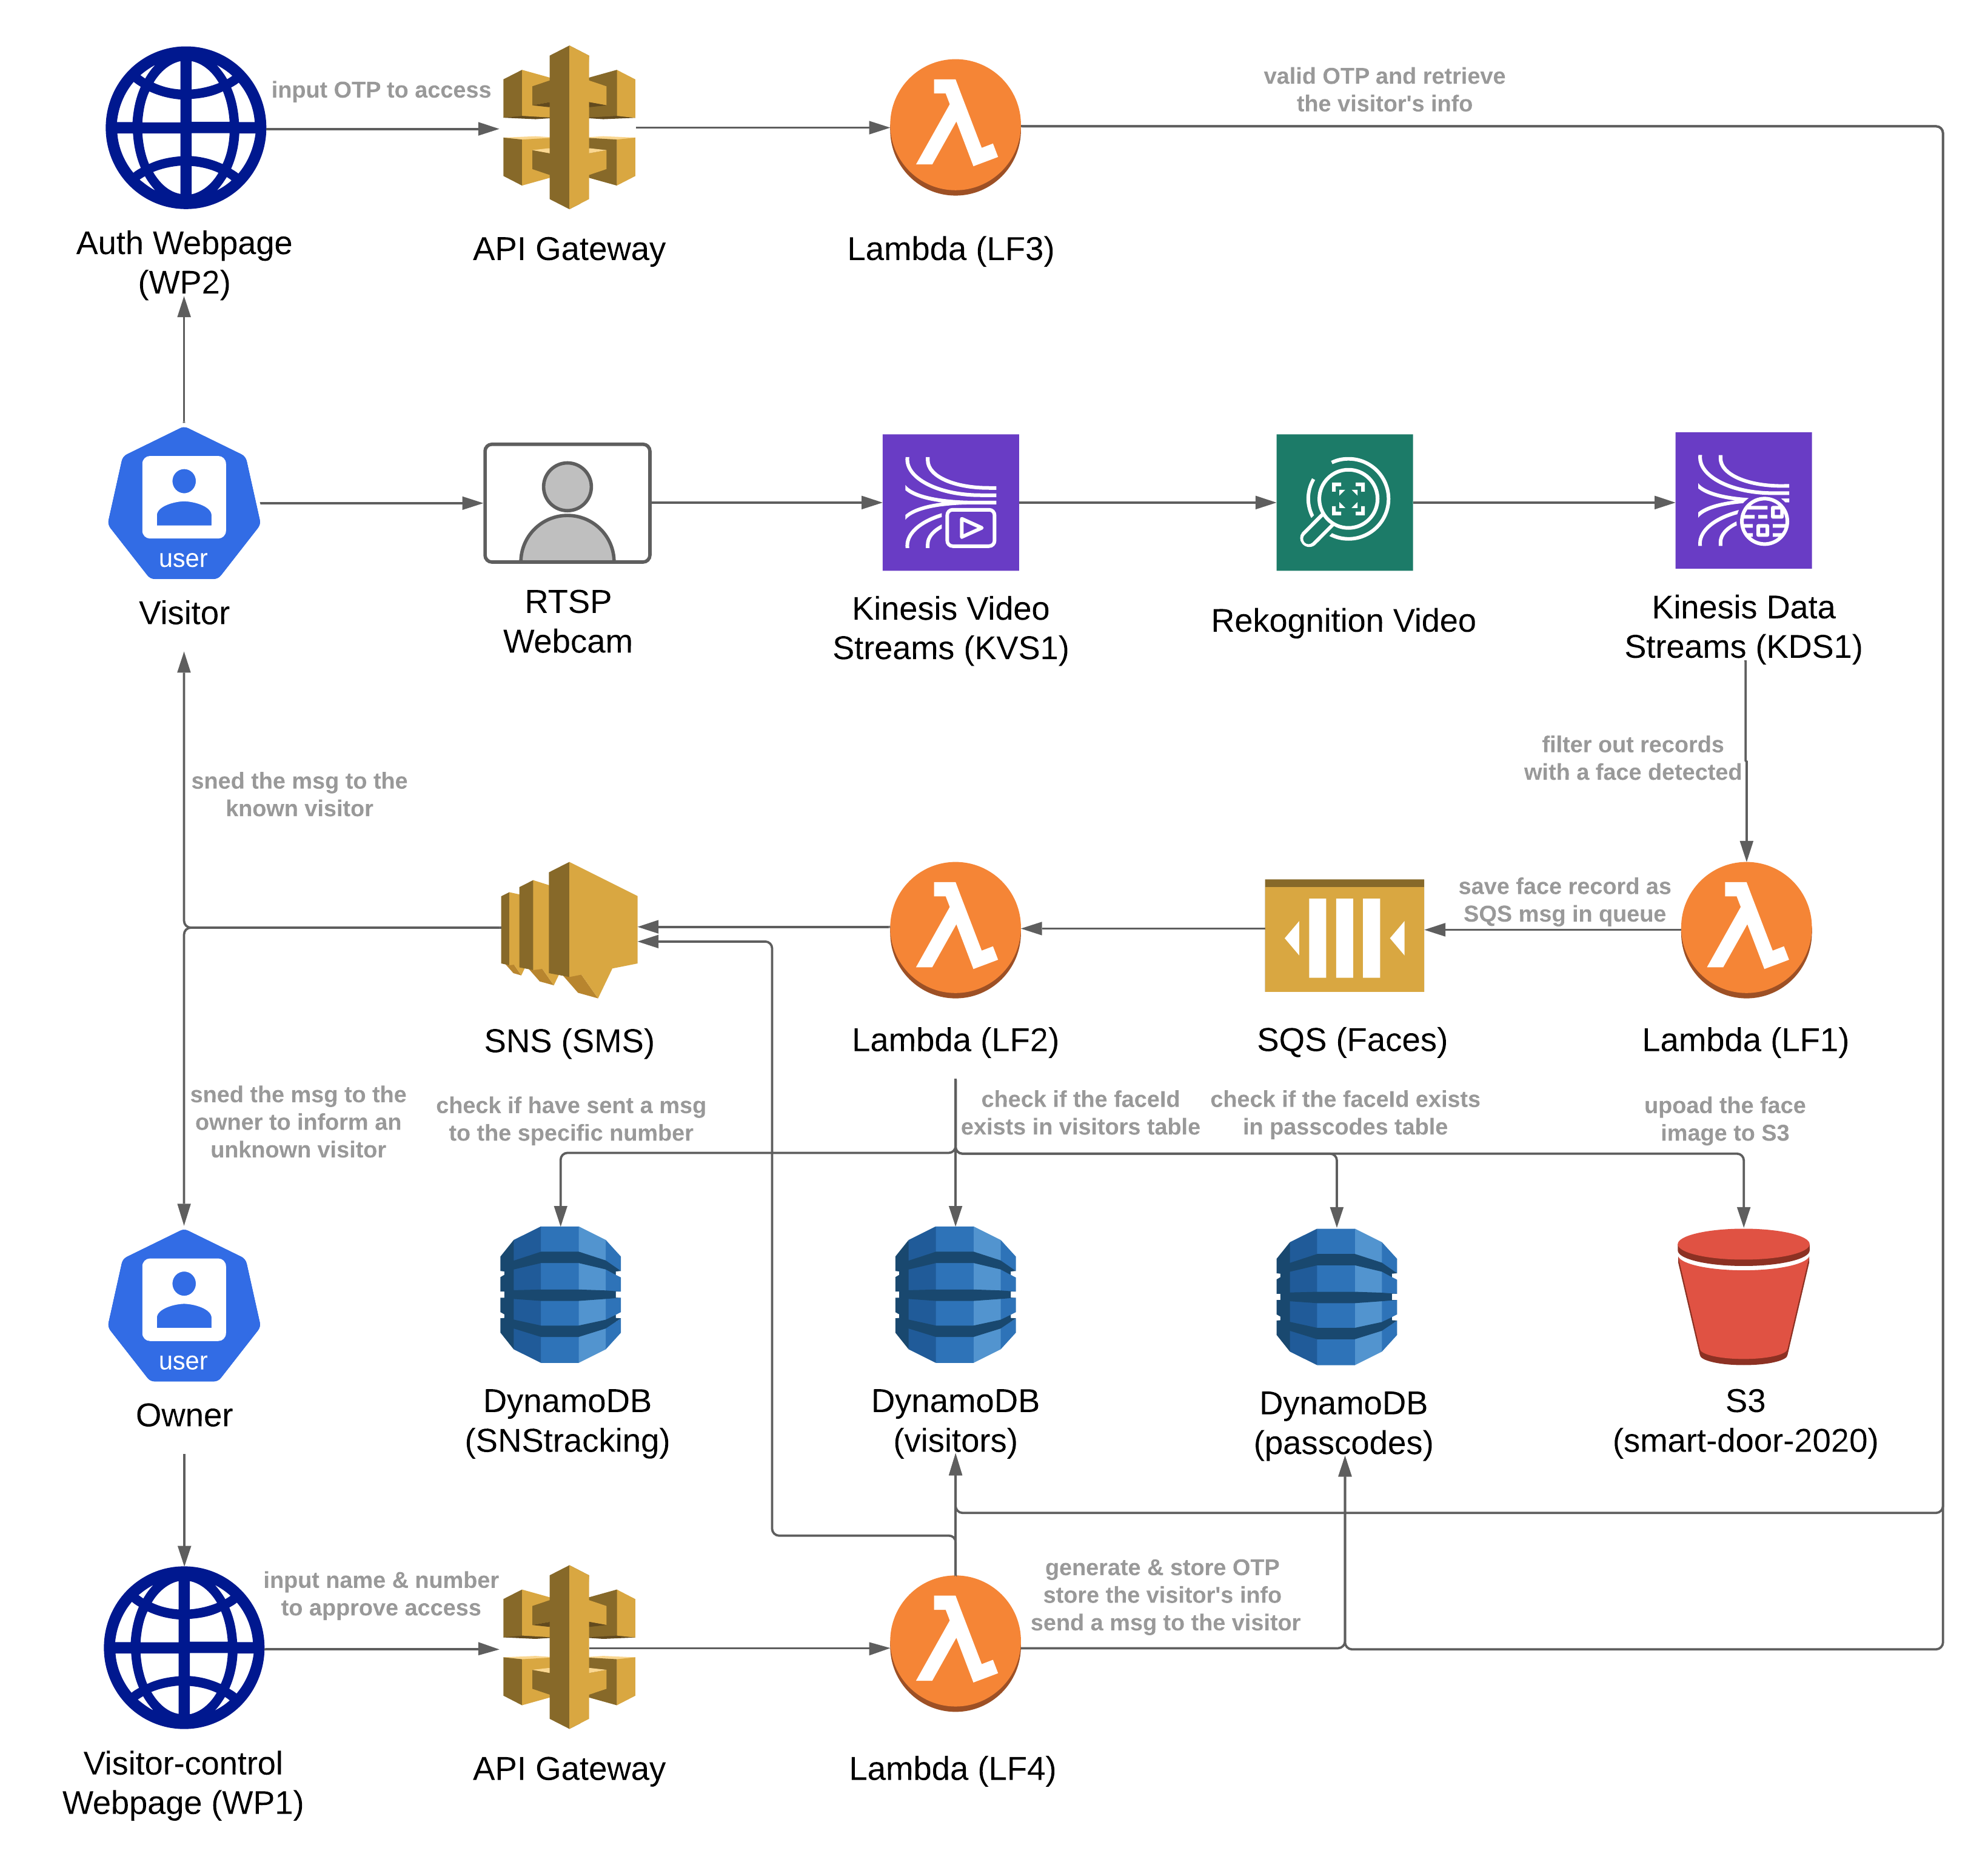 input OTP to access
valid OTP and retrieve
the visitor's info
Auth Webpage
(WP2)
API Gateway
Lambda (LF3)
user
Visitor
RTSP
Webcam
Kinesis Video
Streams (KVS1)
Rekognition Video
Kinesis Data
Streams (KDS1)
filter out records
with a face detected
sned the msg to the
known visitor
save face record as
SQS msg in queue
SNS (SMS)
Lambda (LF2)
SQS (Faces)
Lambda (LF1)
sned the msg to the
owner to inform an
unknown visitor
check if have sent a msg
to the specific number
check if the faceId
exists in visitors table
check if the faceId exists
in passcodes table
upoad the face
image to S3
user
Owner
DynamoDB
(SNStracking)
DynamoDB
(visitors)
DynamoDB
(passcodes)
S3
(smart-door-2020)
input name & number
to approve access
generate & store OTP
store the visitor's info
send a msg to the visitor
Visitor-control
Webpage (WP1)
API Gateway
Lambda (LF4)